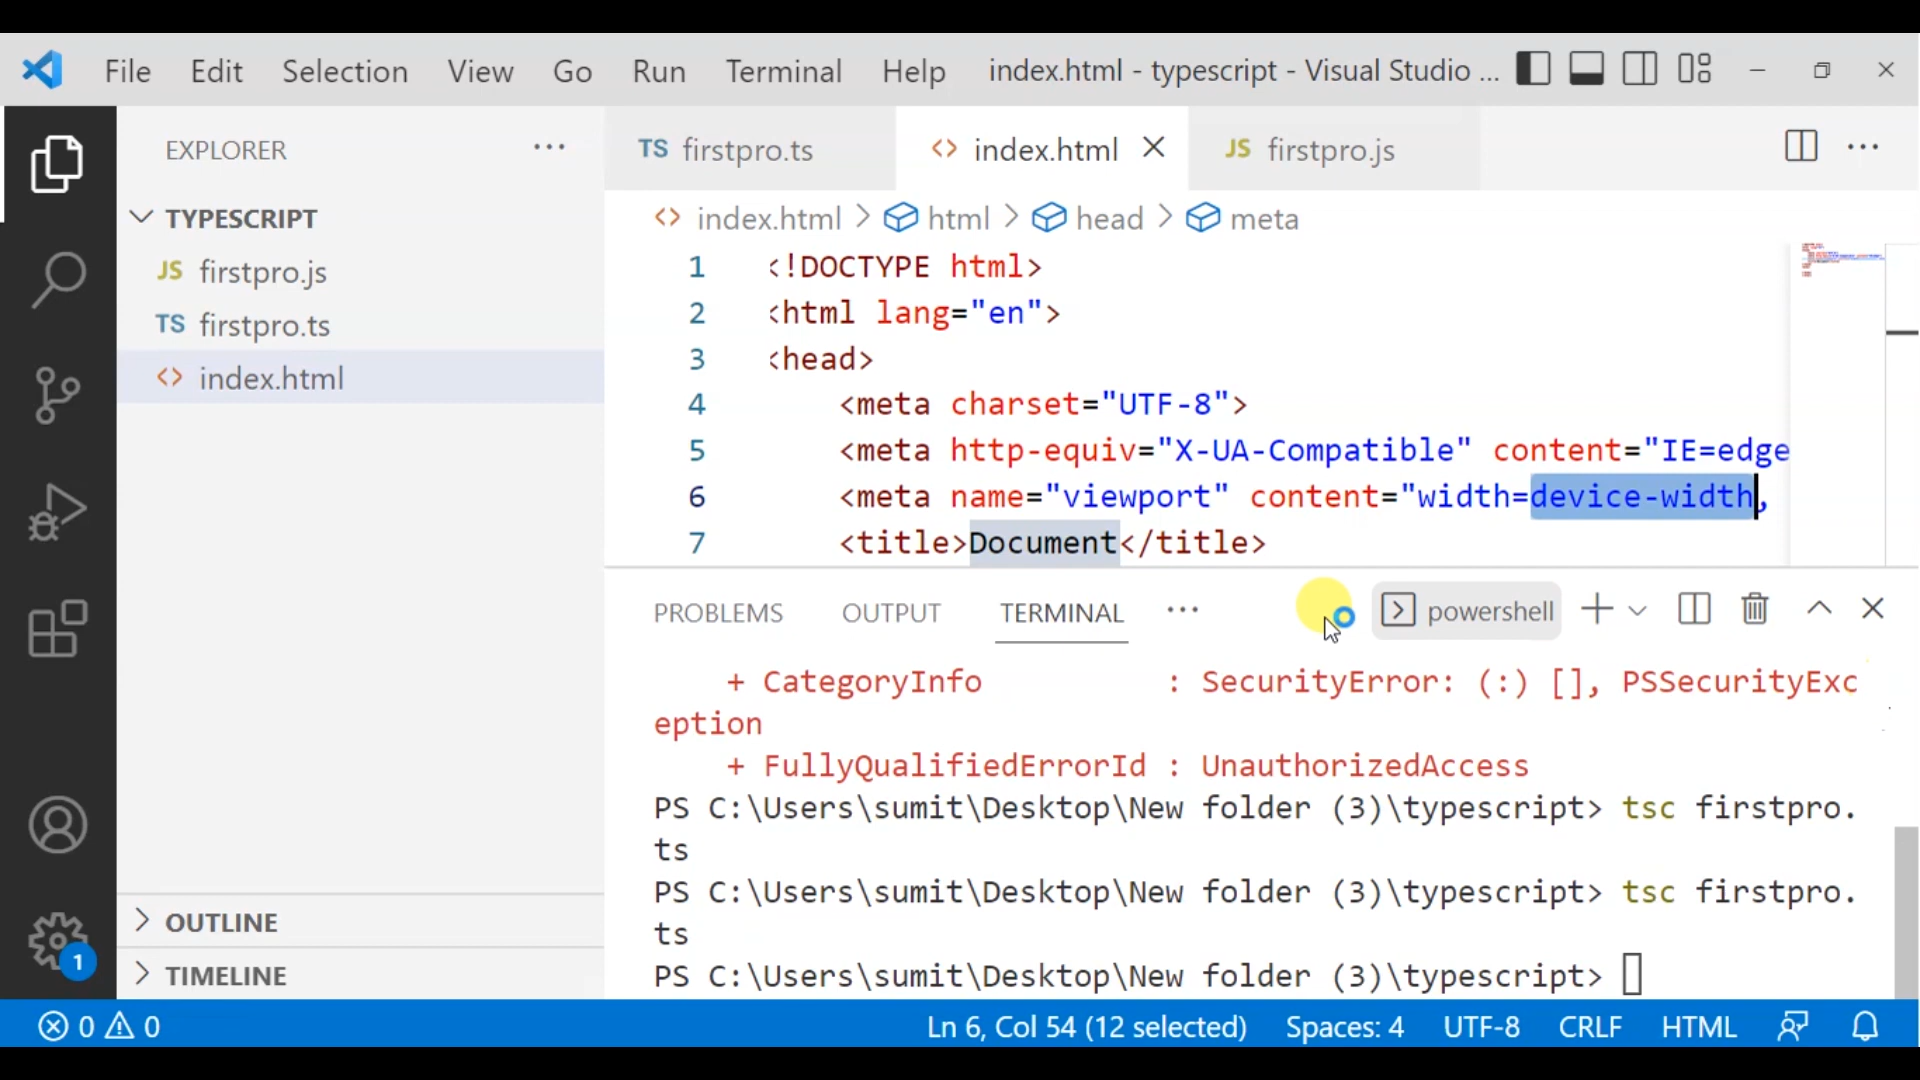 File Edit Selection View Go Run Terminal Help index.html - typescript - Visual Studio ...
EXPLORER ...
TYPESCRIPT
JS firstpro.js
TS firstpro.ts
<> index.html
OUTLINE
TIMELINE
TS firstpro.ts <> index.html JS firstpro.js
<> index.html > html > head > meta
1 <!DOCTYPE html>
2 <html lang="en">
3 <head>
4 <meta charset="UTF-8">
5 <meta http-equiv="X-UA-Compatible" content="IE=edge
6 <meta name="viewport" content="width=device-width,
7 <title>Document</title>
PROBLEMS OUTPUT TERMINAL ... powershell
+ CategoryInfo : SecurityError: (:) [], PSSecurityExc
eption
+ FullyQualifiedErrorId : UnauthorizedAccess
PS C:\Users\sumit\Desktop\New folder (3)\typescript> tsc firstpro.
ts
PS C:\Users\sumit\Desktop\New folder (3)\typescript> tsc firstpro.
ts
PS C:\Users\sumit\Desktop\New folder (3)\typescript>
1
0 0 Ln 6, Col 54 (12 selected) Spaces: 4 UTF-8 CRLF HTML